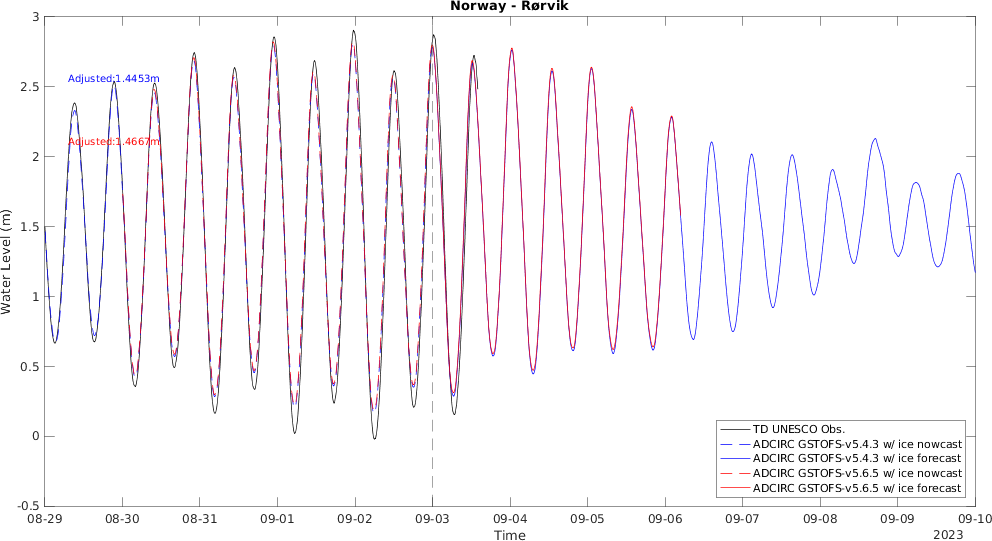 Norway - Rørvik
3
2.5
2
1.5
1
0.5
0
-0.5
Water Level (m)
Adjusted:1.4453m
Adjusted:1.4667m
TD UNESCO Obs.
ADCIRC GSTOFS-v5.4.3 w/ ice nowcast
ADCIRC GSTOFS-v5.4.3 w/ ice forecast
ADCIRC GSTOFS-v5.6.5 w/ ice nowcast
ADCIRC GSTOFS-v5.6.5 w/ ice forecast
08-29 08-30 08-31 09-01 09-02 09-03 09-04 09-05 09-06 09-07 09-08 09-09 09-10
Time
2023